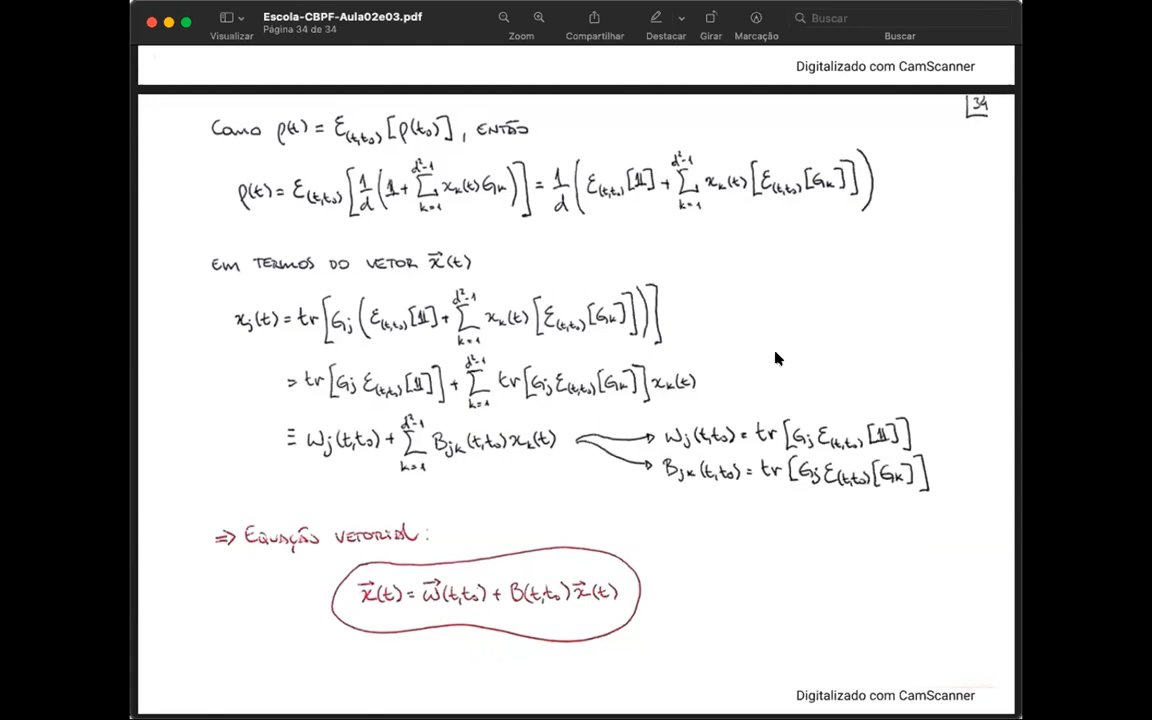 Escola-CBPF-Aula02e03.pdf
Página 34 de 34
Visualizar
Zoom
Compartilhar
Destacar
Girar
Marcação
Buscar
Buscar
Digitalizado com CamScanner
34
Como ρ(t) = ℰ(t,t₀)[ρ(t₀)], ENTÃO
ρ(t) = ℰ(t,t₀)[1/d (𝟙 + Σ_{k=1}^{d²-1} x_k(t) G_k)] = 1/d (ℰ(t,t₀)[𝟙] + Σ_{k=1}^{d²-1} x_k(t) [ℰ(t,t₀)[G_k]])
EM TERMOS DO VETOR x⃗(t)
x_j(t) = tr[G_j (ℰ(t,t₀)[𝟙] + Σ_{k=1}^{d²-1} x_k(t) [ℰ(t,t₀)[G_k]])]
= tr[G_j ℰ(t,t₀)[𝟙]] + Σ_{k=1}^{d²-1} tr[G_j ℰ(t,t₀)[G_k]] x_k(t)
≡ w_j(t,t₀) + Σ_{k=1}^{d²-1} B_jk(t,t₀) x_k(t) → w_j(t,t₀) = tr[G_j ℰ(t,t₀)[𝟙]]
→ B_jk(t,t₀) = tr[G_j ℰ(t,t₀)[G_k]]
⇒ EQUAÇÃO VETORIAL:
x⃗(t) = w⃗(t,t₀) + B(t,t₀) x⃗(t)
Digitalizado com CamScanner